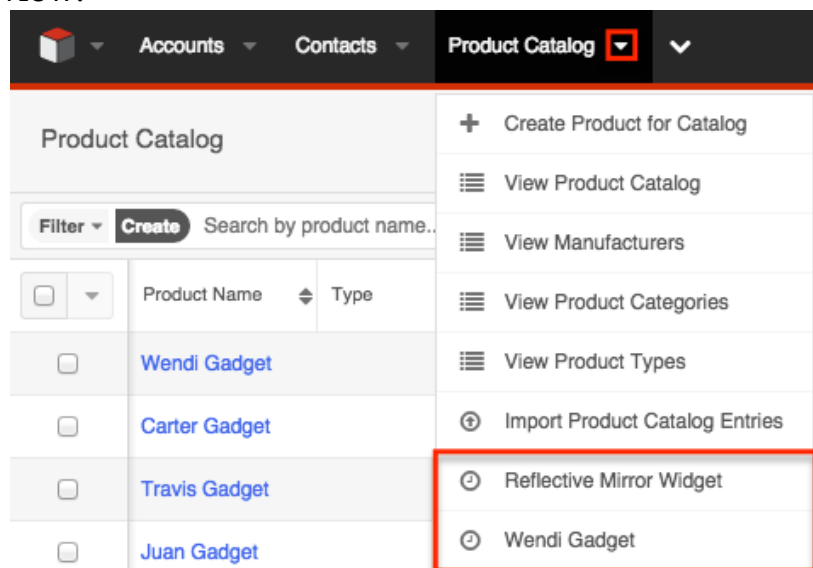 Accounts Contacts Product Catalog
Product Catalog
+ Create Product for Catalog
View Product Catalog
Filter Create Search by product name..
View Manufacturers
Product Name Type
View Product Categories
Wendi Gadget
View Product Types
Carter Gadget
Import Product Catalog Entries
Travis Gadget
Reflective Mirror Widget
Juan Gadget
Wendi Gadget